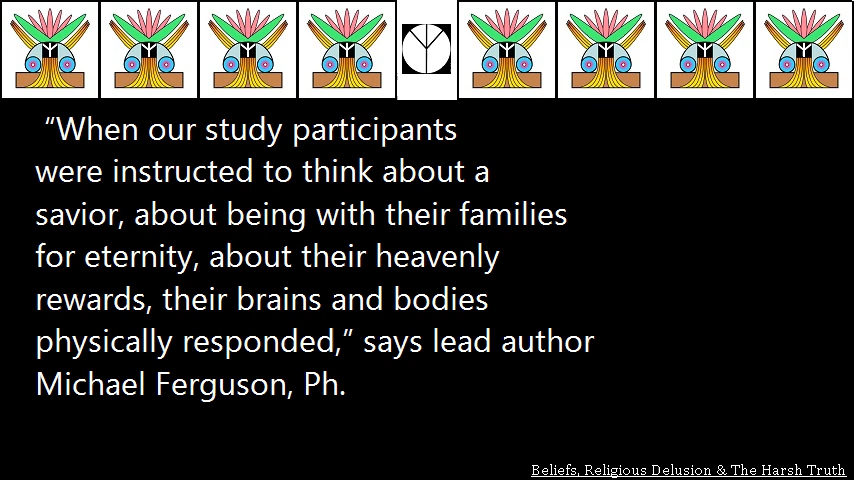 “When our study participants
were instructed to think about a
savior, about being with their families
for eternity, about their heavenly
rewards, their brains and bodies
physically responded,” says lead author
Michael Ferguson, Ph.
Beliefs, Religious Delusion & The Harsh Truth